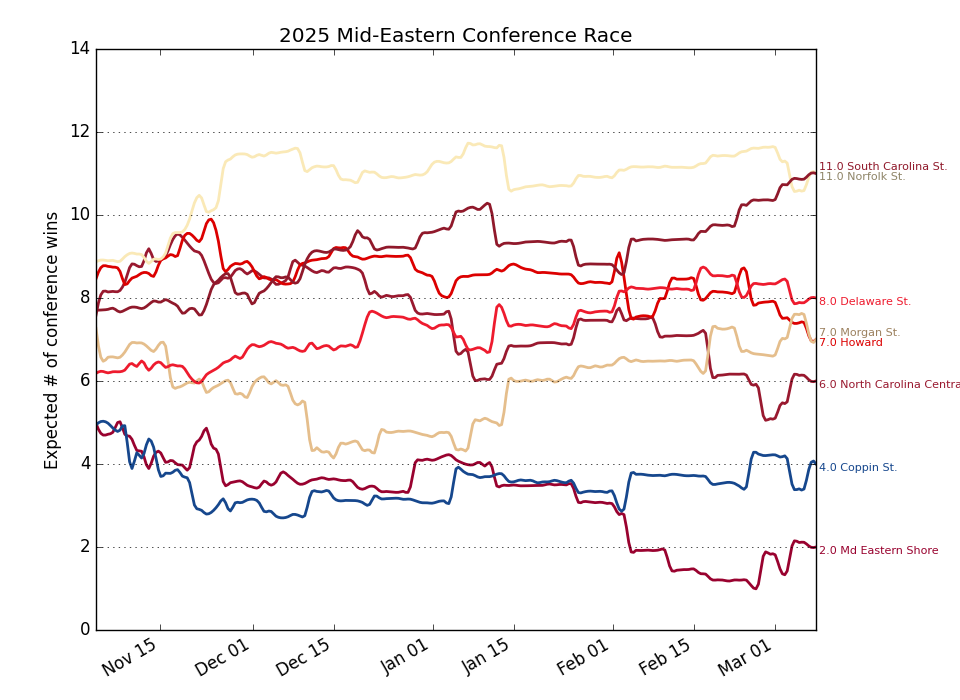 2025 Mid-Eastern Conference Race
Expected # of conference wins
14
12
10
8
6
4
2
0
Nov 15
Dec 01
Dec 15
Jan 01
Jan 15
Feb 01
Feb 15
Mar 01
11.0 South Carolina St.
11.0 Norfolk St.
8.0 Delaware St.
7.0 Morgan St.
7.0 Howard
6.0 North Carolina Centra
4.0 Coppin St.
2.0 Md Eastern Shore